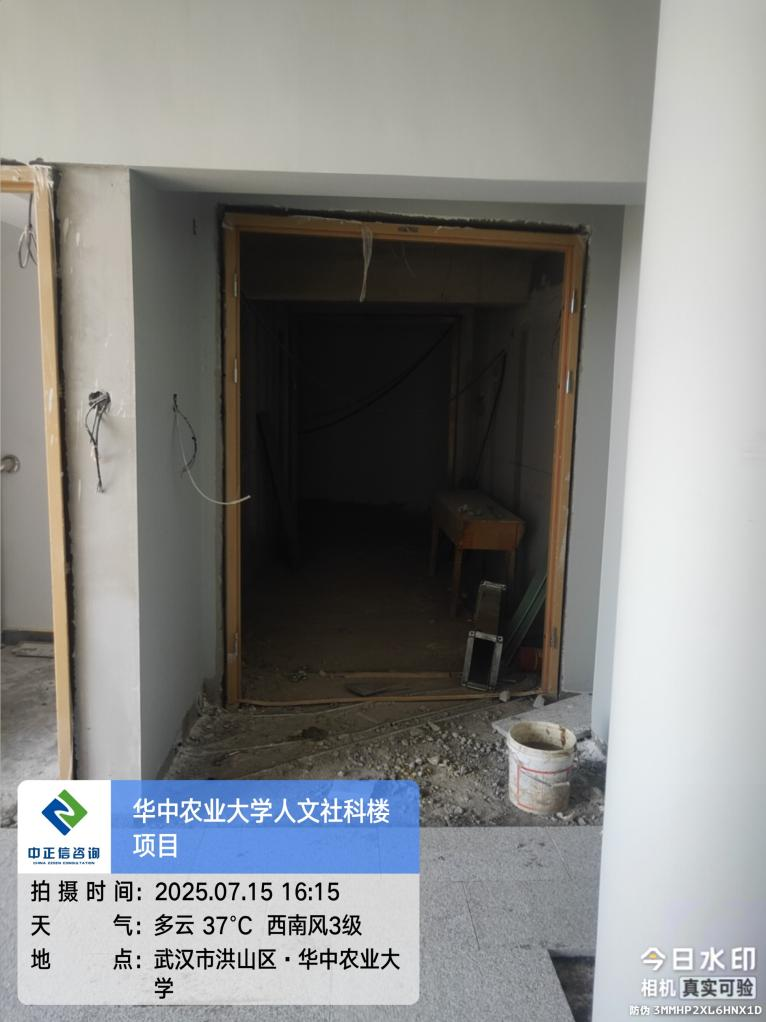 华中农业大学人文社科楼
项目
中正信咨询
CHINA ZZXIN CONSULTATION
拍摄时间: 2025.07.15 16:15
天气: 多云 37°C 西南风3级
地点: 武汉市洪山区·华中农业大
学
今日水印
相机 真实可验
防伪 3MMHP2XL6HNX1D